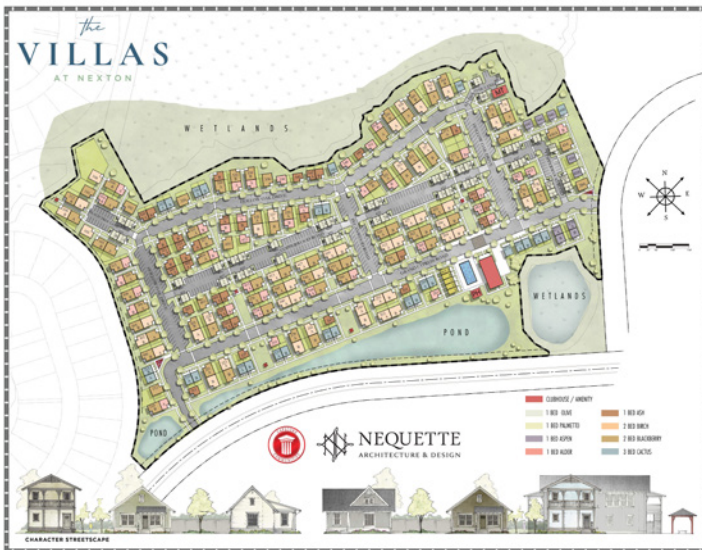 the
VILLAS
AT NEXTON
WETLANDS
N
W E
S
WETLANDS
POND
POND
CLUBHOUSE / AMENITY
1 BED OLIVE
1 BED PALMETTO
1 BED ASPEN
1 BED ALDER
1 BED ASH
2 BED BIRCH
2 BED BLACKBERRY
3 BED CACTUS
NEQUETTE
ARCHITECTURE & DESIGN
CHARACTER STREETSCAPE